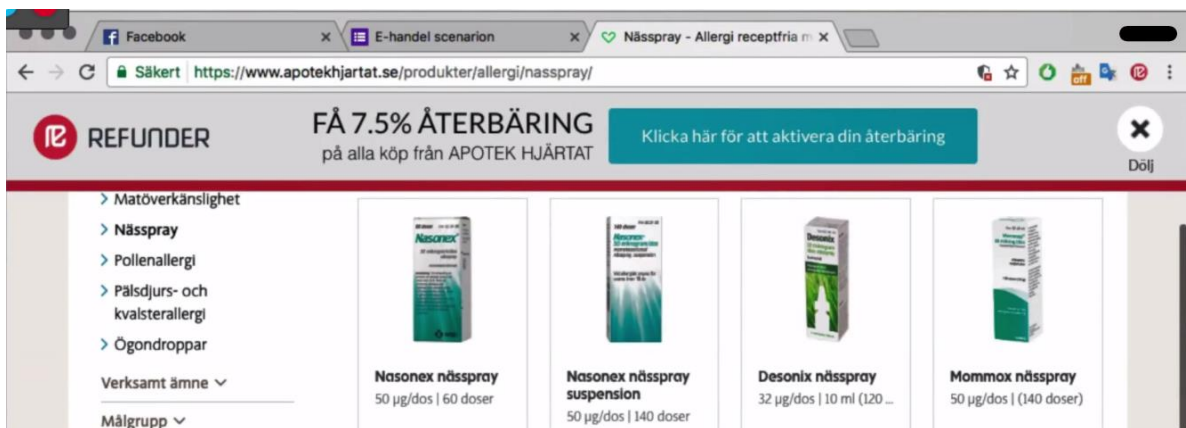 Facebook
E-handel scenarion
Nässpray - Allergi receptfria m
Säkert https://www.apotekhjartat.se/produkter/allergi/nasspray/
off
REFUNDER
FÅ 7.5% ÅTERBÄRING
på alla köp från APOTEK HJÄRTAT
Klicka här för att aktivera din återbäring
Dölj
Matöverkänslighet
Nässpray
Pollenallergi
Pälsdjurs- och
kvalsterallergi
Ögondroppar
Verksamt ämne
Målgrupp
Nasonex
Nasonex nässpray
50 µg/dos | 60 doser
Nasonex
Nasonex nässpray
suspension
50 µg/dos | 140 doser
Desonix
Desonix nässpray
32 µg/dos | 10 ml (120 ...
Mommox
Mommox nässpray
50 µg/dos | (140 doser)